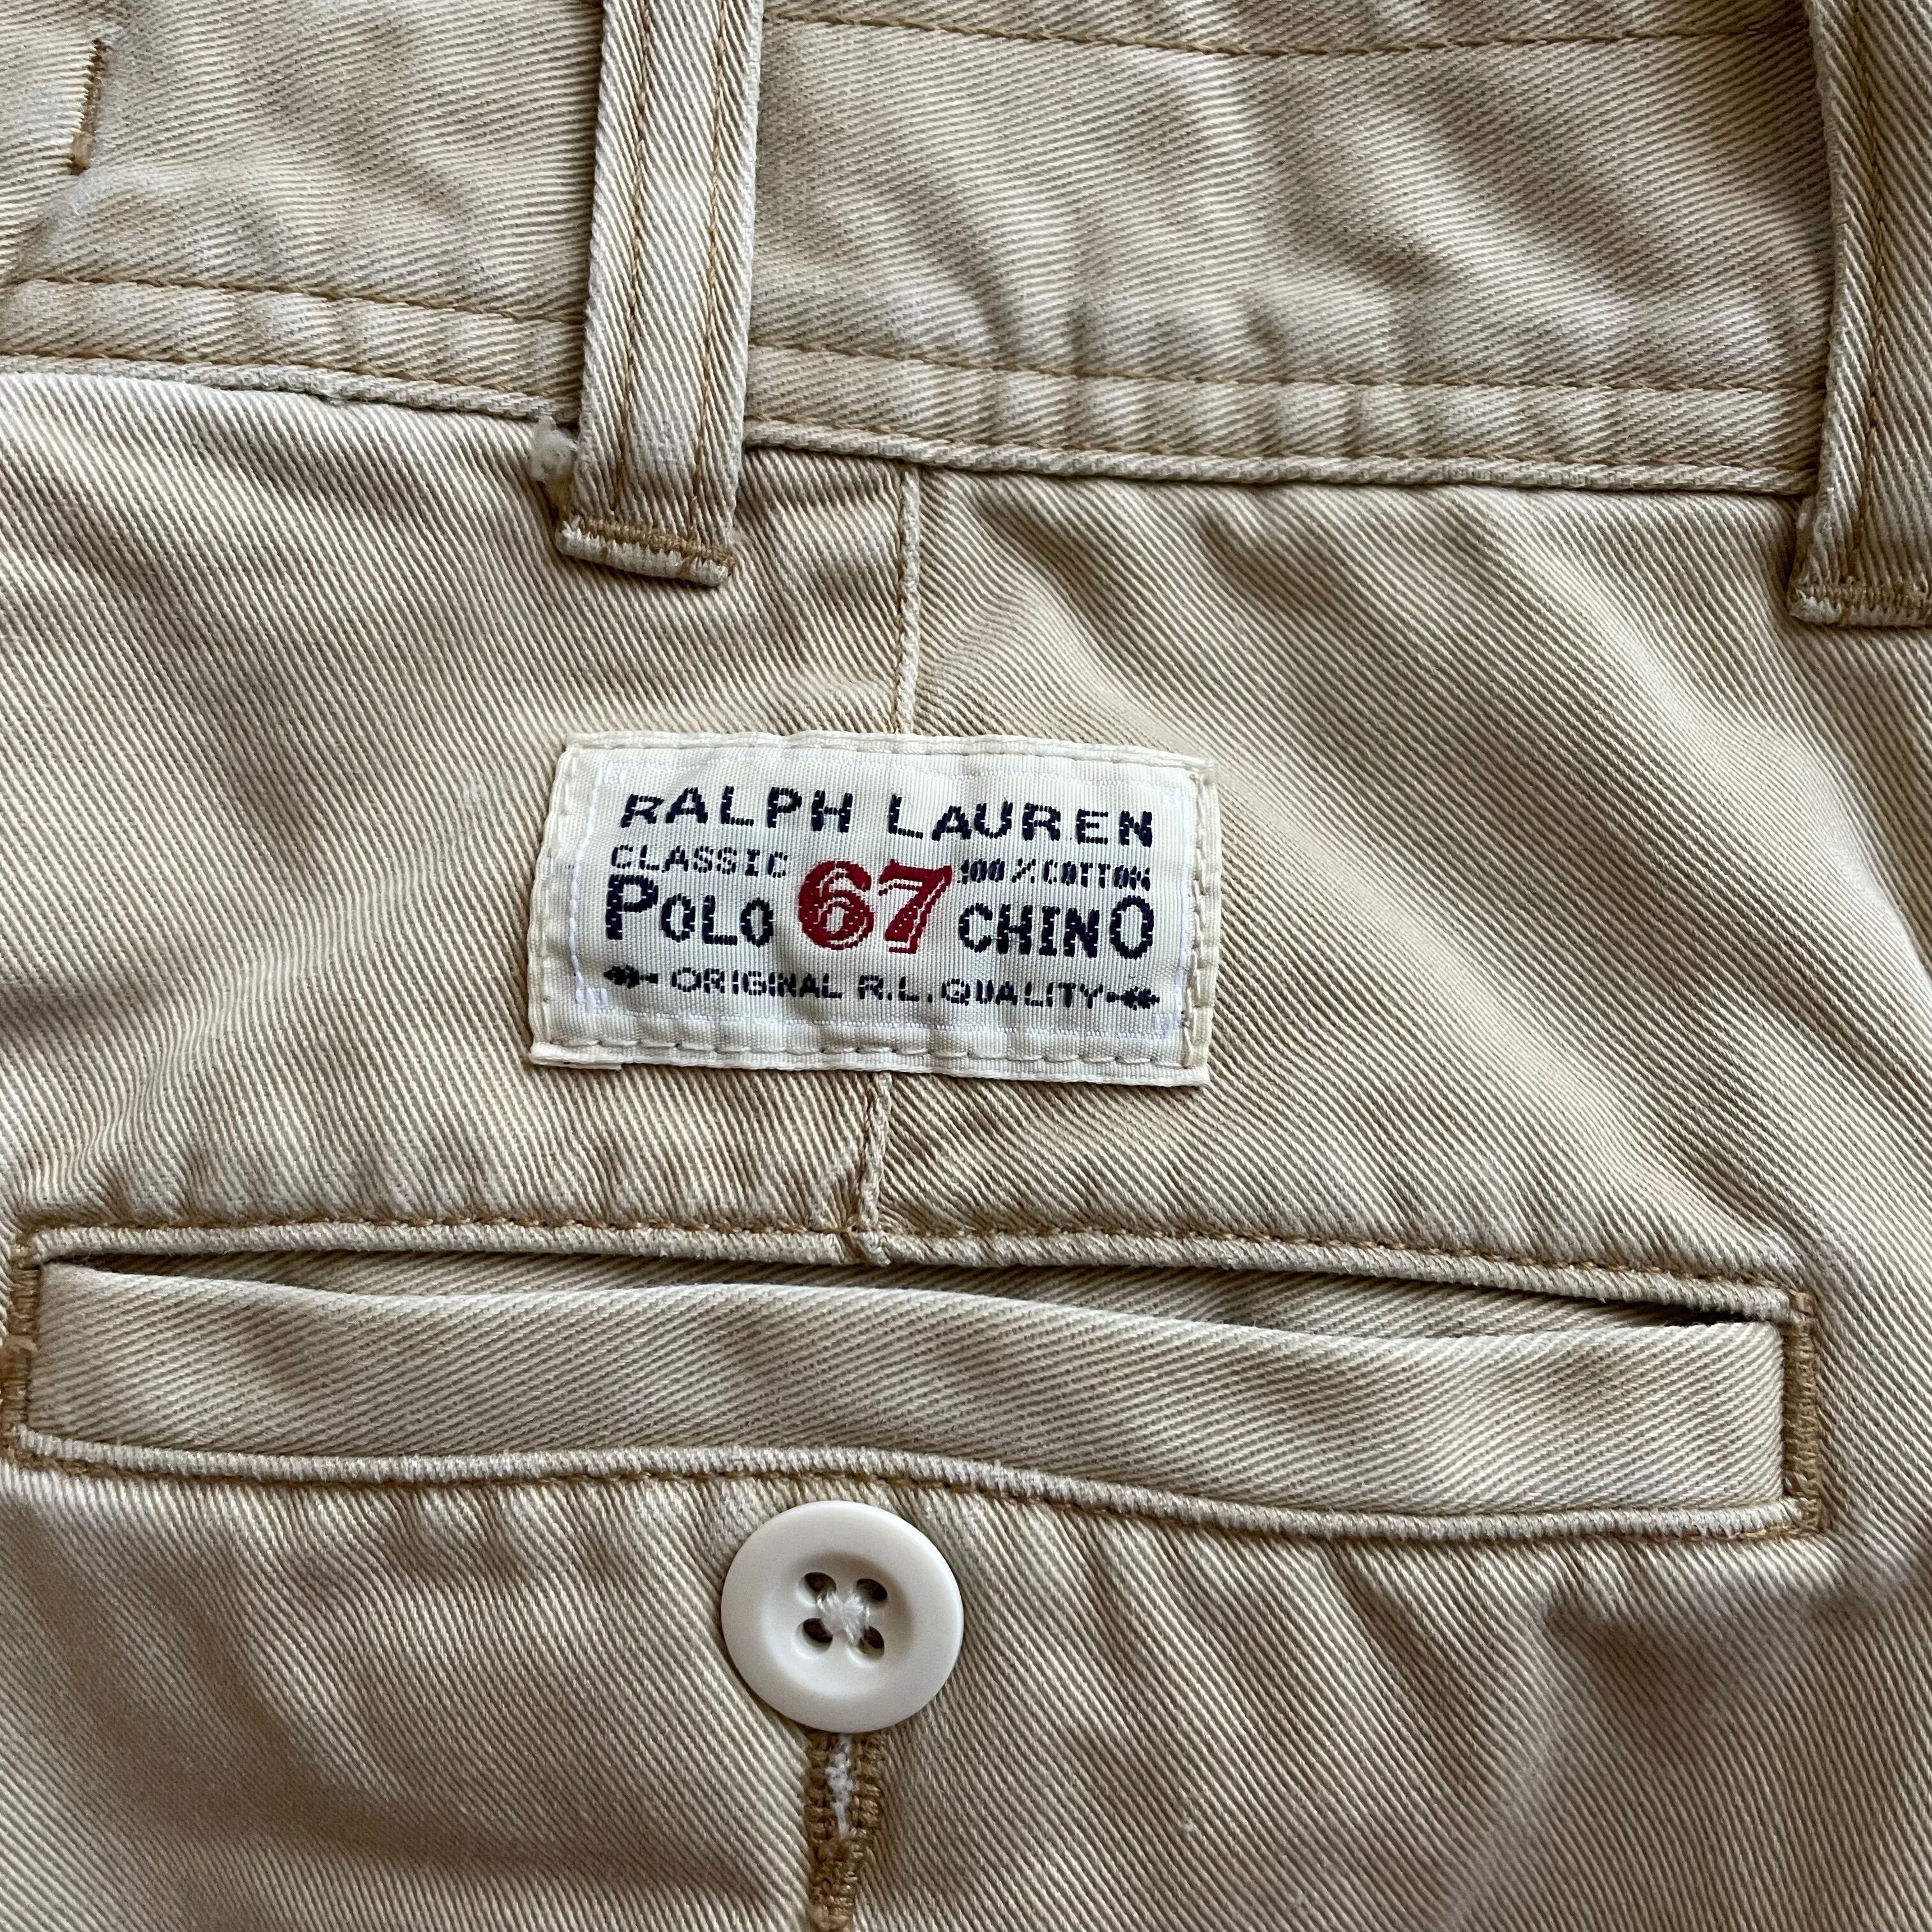 RALPH LAUREN
CLASSIC 67 100% COTTON
POLO CHINO
ORIGINAL R.L. QUALITY